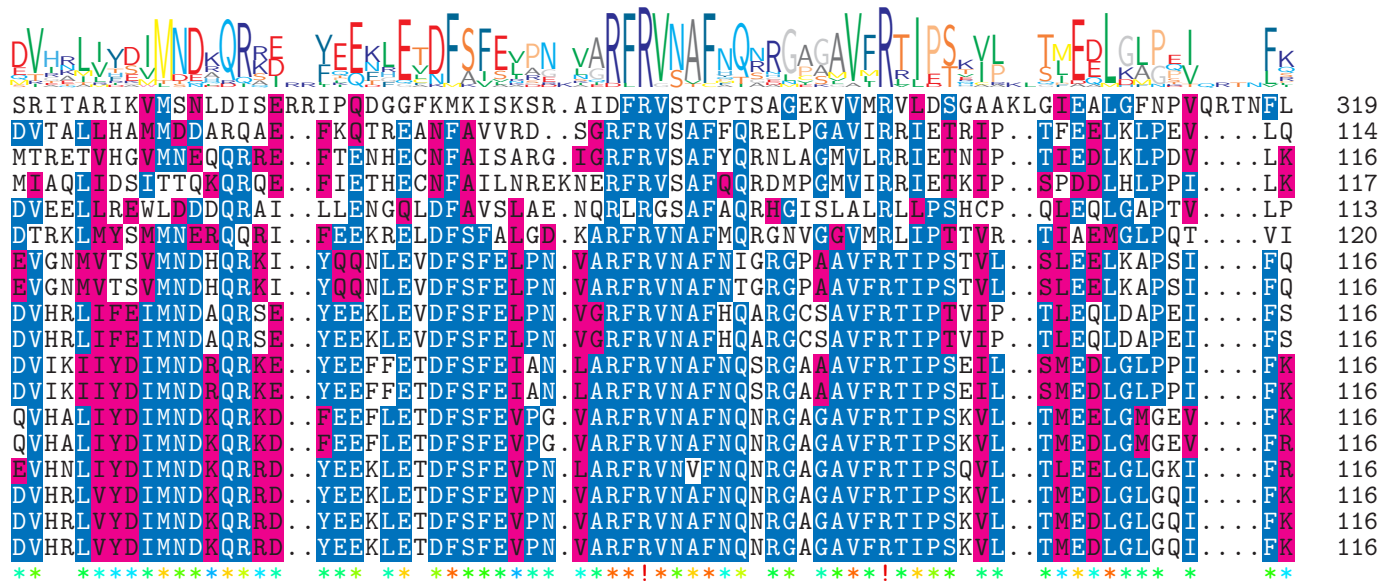 DVHRLIYDIMNDKQRRE YEEKLETDFSFEVPN VARFRVNAFNQNRGAGAVFRTIPSKVL TMEDLGLPEI FK
SRITARIKVMSNLDISERRIPQDGGFKMKISKSR.AIDFRVSTCPTSAGEKVVMRVLDSGAAKLGIEALGFNPVQRTNFL 319
DVTALLHAMMDDARQAE..FKQTREANFAVVRD..SGRFRVSAFFQRELPGAVIRRIETRIP..TFEELKLPEV....LQ 114
MTRETVHGVMNEQQRRE..FTENHECNFAISARG.IGRFRVSAFYQRNLAGMVLRRIETNIP..TIEDLKLPDV....LK 116
MIAQLIDSITTQKQRQE..FIETHECNFAILNREKNERFRVSAFQQRDMPGMVIRRIETKIP..SPDDLHLPPI....LK 117
DVEELLREWLDDDQRAI..LLENGQLDFAVSLAE.NQRLRGSAFAQRHGISLALRLLPSHCP..QLEQLGAPTV....LP 113
DTRKLMYSMMNERQQRI..FEEKRELDFSFALGD.KARFRVNAFMQRGNVGGVMRLIPTTVR..TIAEMGLPQT....VI 120
EVGNMVTSVMNDHQRKI..YQQNLEVDFSFELPN.VARFRVNAFNIGRGPAAVFRTIPSTVL..SLEELKAPSI....FQ 116
EVGNMVTSVMNDHQRKI..YQQNLEVDFSFELPN.VARFRVNAFNTGRGPAAVFRTIPSTVL..SLEELKAPSI....FQ 116
DVHRLIFEIMNDAQRSE..YEEKLEVDFSFELPN.VGRFRVNAFHQARGCSAVFRTIPTVIP..TLEQLDAPEI....FS 116
DVHRLIFEIMNDAQRSE..YEEKLEVDFSFELPN.VGRFRVNAFHQARGCSAVFRTIPTVIP..TLEQLDAPEI....FS 116
DVIKIIYDIMNDRQRKE..YEEFFETDFSFEIAN.LARFRVNAFNQSRGAAAVFRTIPSEIL..SMEDLGLPPI....FK 116
DVIKIIYDIMNDRQRKE..YEEFFETDFSFEIAN.LARFRVNAFNQSRGAAAVFRTIPSEIL..SMEDLGLPPI....FK 116
QVHALIYDIMNDKQRKD..FEEFLETDFSFEVPG.VARFRVNAFNQNRGAGAVFRTIPSKVL..TMEELGMGEV....FK 116
QVHALIYDIMNDKQRKD..FEEFLETDFSFEVPG.VARFRVNAFNQNRGAGAVFRTIPSKVL..TMEDLGMGEV....FR 116
EVHNLIYDIMNDKQRRD..YEEKLETDFSFEVPN.LARFRVNVFNQNRGAGAVFRTIPSQVL..TLEELGLGKI....FR 116
DVHRLVYDIMNDKQRRD..YEEKLETDFSFEVPN.VARFRVNAFNQNRGAGAVFRTIPSKVL..TMEDLGLGQI....FK 116
DVHRLVYDIMNDKQRRD..YEEKLETDFSFEVPN.VARFRVNAFNQNRGAGAVFRTIPSKVL..TMEDLGLGQI....FK 116
DVHRLVYDIMNDKQRRD..YEEKLETDFSFEVPN.VARFRVNAFNQNRGAGAVFRTIPSKVL..TMEDLGLGQI....FK 116